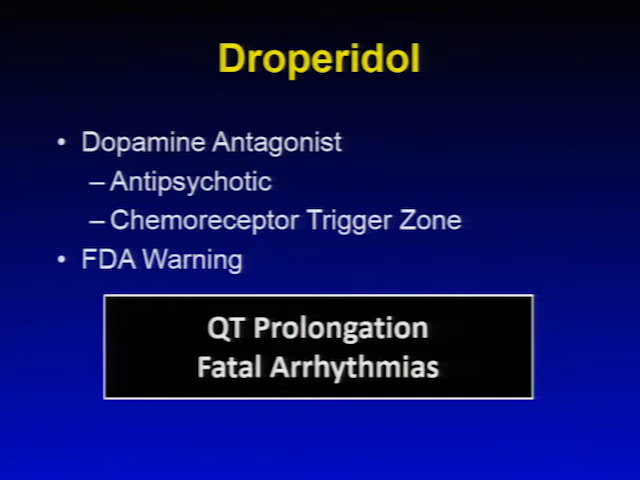 Droperidol
• Dopamine Antagonist
– Antipsychotic
– Chemoreceptor Trigger Zone
• FDA Warning
QT Prolongation
Fatal Arrhythmias